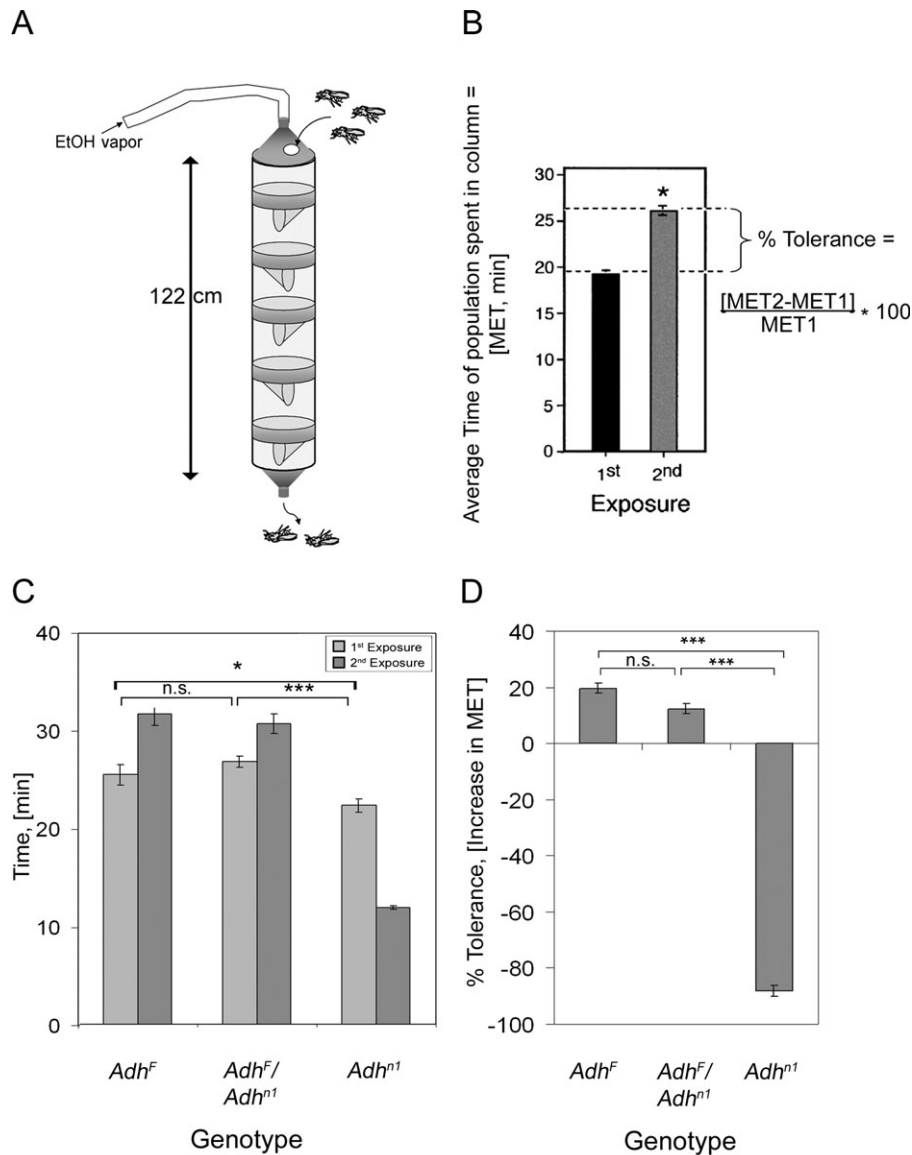 A
EtOH vapor
122 cm
B
Average Time of population spent in column =
[MET, min]
30
25
20
15
10
5
0
*
1st
2nd
Exposure
% Tolerance =
[MET2-MET1]
MET1
* 100
C
Time, [min]
40
30
20
10
0
1st Exposure
2nd Exposure
*
n.s.
***
AdhF
AdhF/
Adhn1
Adhn1
Genotype
D
% Tolerance, [Increase in MET]
40
20
0
-20
-40
-60
-80
-100
***
n.s.
***
AdhF
AdhF/
Adhn1
Adhn1
Genotype